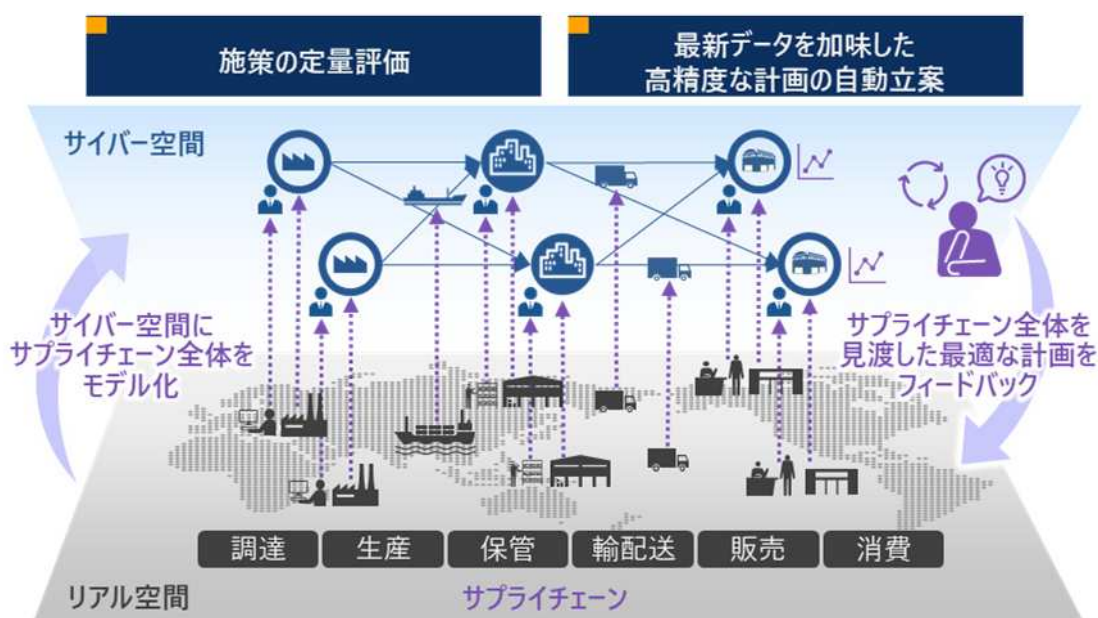 施策の定量評価
最新データを加味した
高精度な計画の自動立案
サイバー空間
サイバー空間に
サプライチェーン全体を
モデル化
サプライチェーン全体を
見渡した最適な計画を
フィードバック
調達
生産
保管
輸配送
販売
消費
リアル空間
サプライチェーン